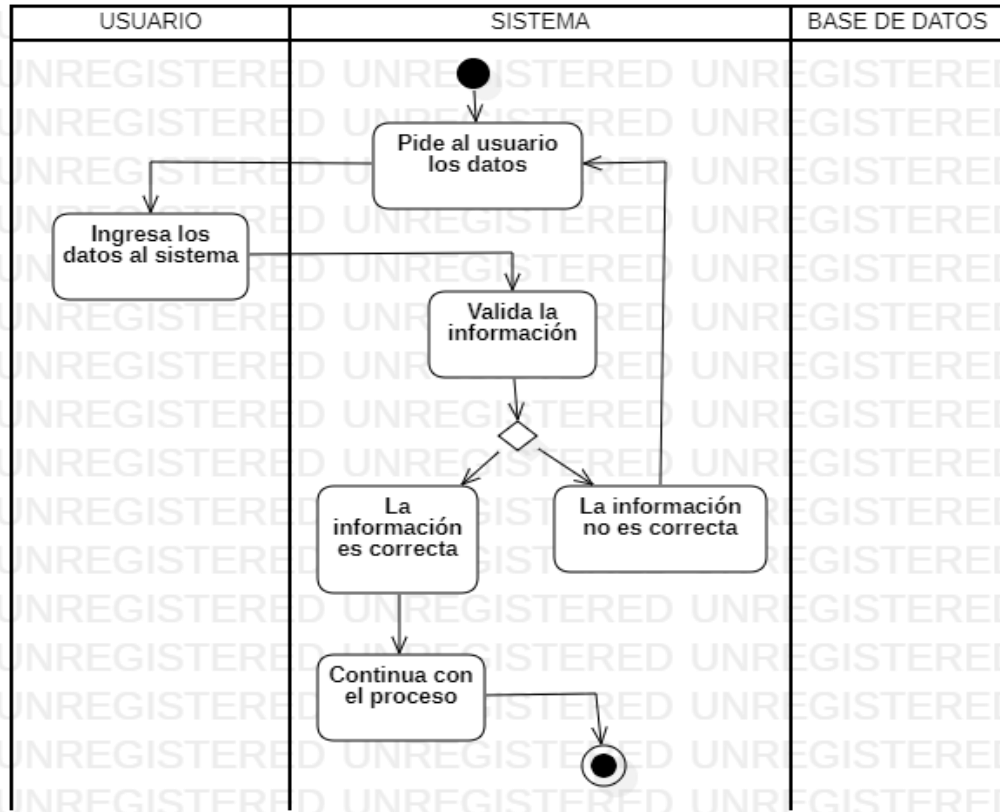 USUARIO
SISTEMA
BASE DE DATOS
Pide al usuario
los datos
Ingresa los
datos al sistema
Valida la
información
La
información
es correcta
La información
no es correcta
Continua con
el proceso
UNREGISTERED